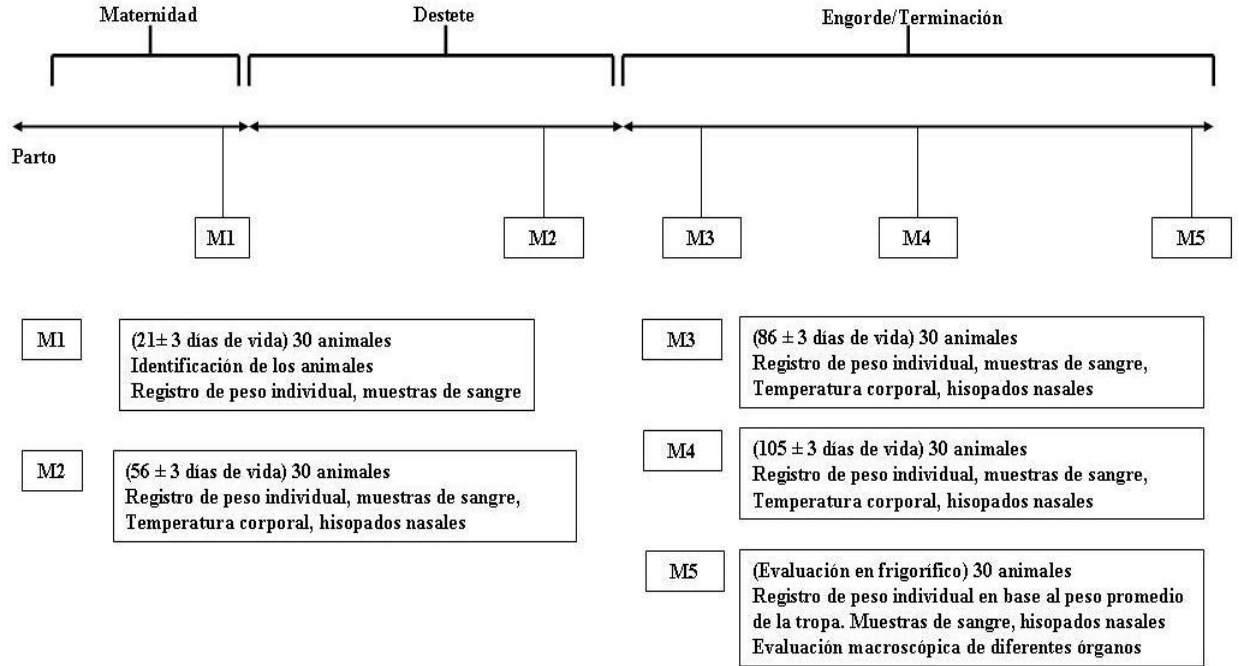 Maternidad
Destete
Engorde/Terminación
Parto
M1
M2
M3
M4
M5
M1
(21± 3 días de vida) 30 animales
Identificación de los animales
Registro de peso individual, muestras de sangre
M2
(56 ± 3 días de vida) 30 animales
Registro de peso individual, muestras de sangre,
Temperatura corporal, hisopados nasales
M3
(86 ± 3 días de vida) 30 animales
Registro de peso individual, muestras de sangre,
Temperatura corporal, hisopados nasales
M4
(105 ± 3 días de vida) 30 animales
Registro de peso individual, muestras de sangre,
Temperatura corporal, hisopados nasales
M5
(Evaluación en frigorífico) 30 animales
Registro de peso individual en base al peso promedio
de la tropa. Muestras de sangre, hisopados nasales
Evaluación macroscópica de diferentes órganos